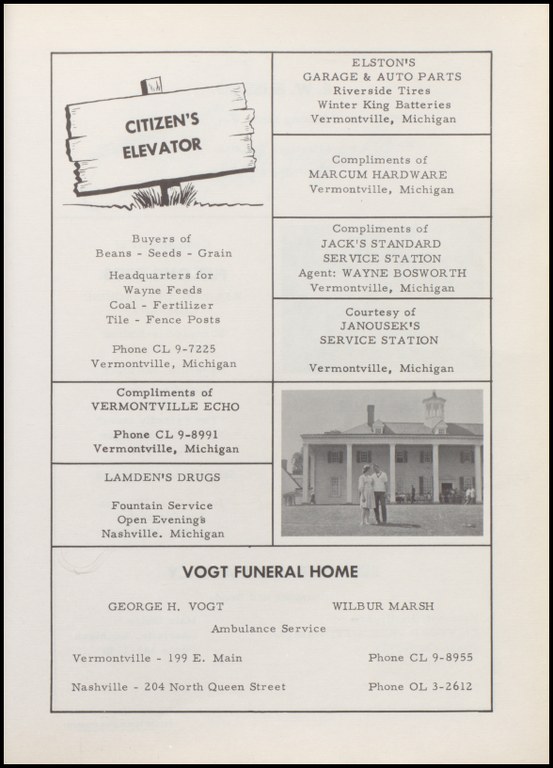 CITIZEN'S
ELEVATOR
Buyers of
Beans - Seeds - Grain
Headquarters for
Wayne Feeds
Coal - Fertilizer
Tile - Fence Posts
Phone CL 9-7225
Vermontville, Michigan
ELSTON'S
GARAGE & AUTO PARTS
Riverside Tires
Winter King Batteries
Vermontville, Michigan
Compliments of
MARCUM HARDWARE
Vermontville, Michigan
Compliments of
JACK'S STANDARD
SERVICE STATION
Agent: WAYNE BOSWORTH
Vermontville, Michigan
Courtesy of
JANOUSEK'S
SERVICE STATION
Vermontville, Michigan
Compliments of
VERMONTVILLE ECHO
Phone CL 9-8991
Vermontville, Michigan
LAMDEN'S DRUGS
Fountain Service
Open Evenings
Nashville. Michigan
VOGT FUNERAL HOME
GEORGE H. VOGT WILBUR MARSH
Ambulance Service
Vermontville - 199 E. Main Phone CL 9-8955
Nashville - 204 North Queen Street Phone OL 3-2612